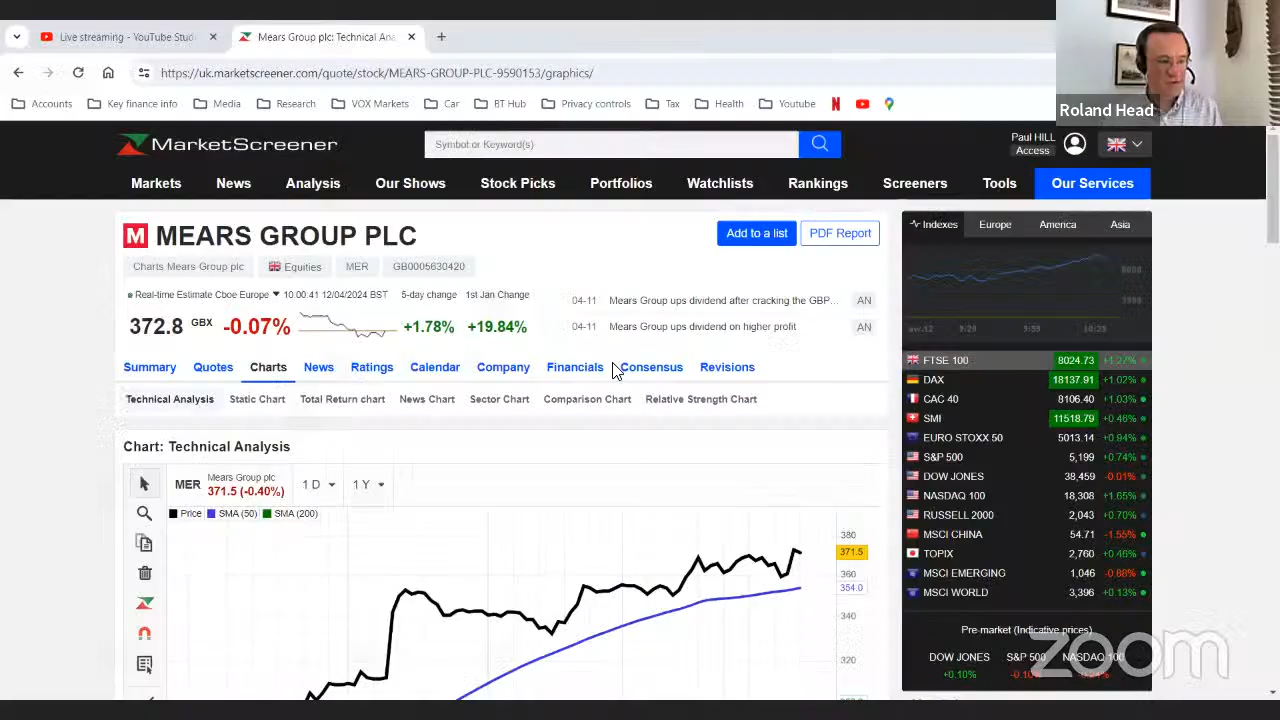 Live streaming - YouTube Stud
Mears Group plc: Technical Ana
https://uk.marketscreener.com/quote/stock/MEARS-GROUP-PLC-9590153/graphics/
Accounts Key finance info Media Research VOX Markets Car BT Hub Privacy controls Tax Health Youtube
Roland Head
MarketScreener
Symbol or Keyword(s)
Paul HILL
Access
Markets News Analysis Our Shows Stock Picks Portfolios Watchlists Rankings Screeners Tools Our Services
M MEARS GROUP PLC
Add to a list PDF Report
Charts Mears Group plc Equities MER GB0005630420
Real-time Estimate Cboe Europe 10:00:41 12/04/2024 BST 5-day change 1st Jan Change
372.8 GBX -0.07% +1.78% +19.84%
04-11 Mears Group ups dividend after cracking the GBP... AN
04-11 Mears Group ups dividend on higher profit AN
Summary Quotes Charts News Ratings Calendar Company Financials Consensus Revisions
Technical Analysis Static Chart Total Return chart News Chart Sector Chart Comparison Chart Relative Strength Chart
Chart: Technical Analysis
MER Mears Group plc
371.5 (-0.40%)
1 D 1 Y
Price SMA (50) SMA (200)
380
371.5
360
354.0
340
320
Indexes Europe America Asia
FTSE 100 8024.73 +1.27%
DAX 18137.91 +1.02%
CAC 40 8106.40 +1.03%
SMI 11518.79 +0.46%
EURO STOXX 50 5013.14 +0.94%
S&P 500 5,199 +0.74%
DOW JONES 38,459 -0.01%
NASDAQ 100 18,308 +1.65%
RUSSELL 2000 2,043 +0.70%
MSCI CHINA 54.71 -1.55%
TOPIX 2,760 +0.46%
MSCI EMERGING 1,046 -0.68%
MSCI WORLD 3,396 +0.13%
Pre-market (Indicative prices)
DOW JONES S&P 500 NASDAQ 100
+0.10%
zoom